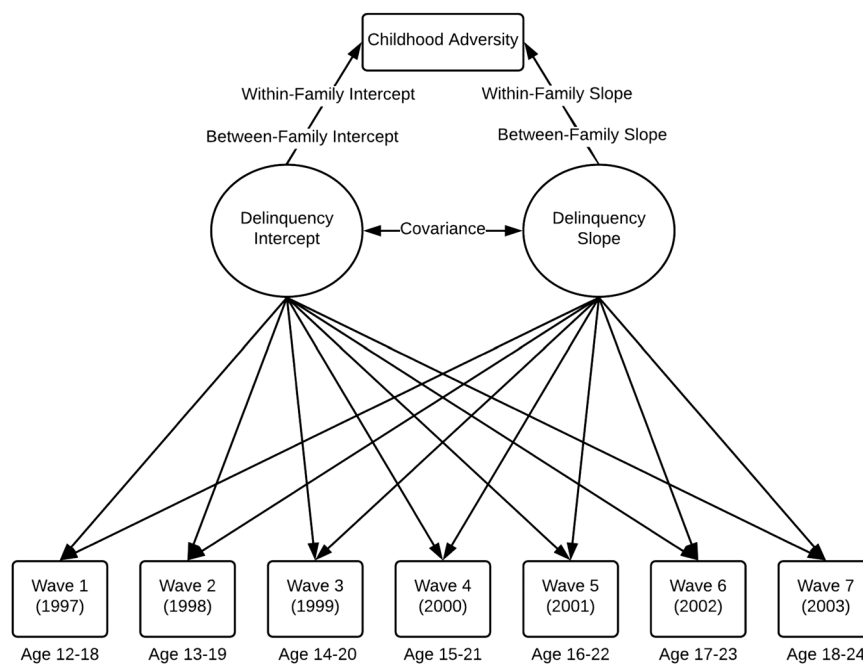 Childhood Adversity
Within-Family Intercept
Within-Family Slope
Between-Family Intercept
Between-Family Slope
Delinquency
Intercept
Covariance
Delinquency
Slope
Wave 1
(1997)
Wave 2
(1998)
Wave 3
(1999)
Wave 4
(2000)
Wave 5
(2001)
Wave 6
(2002)
Wave 7
(2003)
Age 12-18
Age 13-19
Age 14-20
Age 15-21
Age 16-22
Age 17-23
Age 18-24